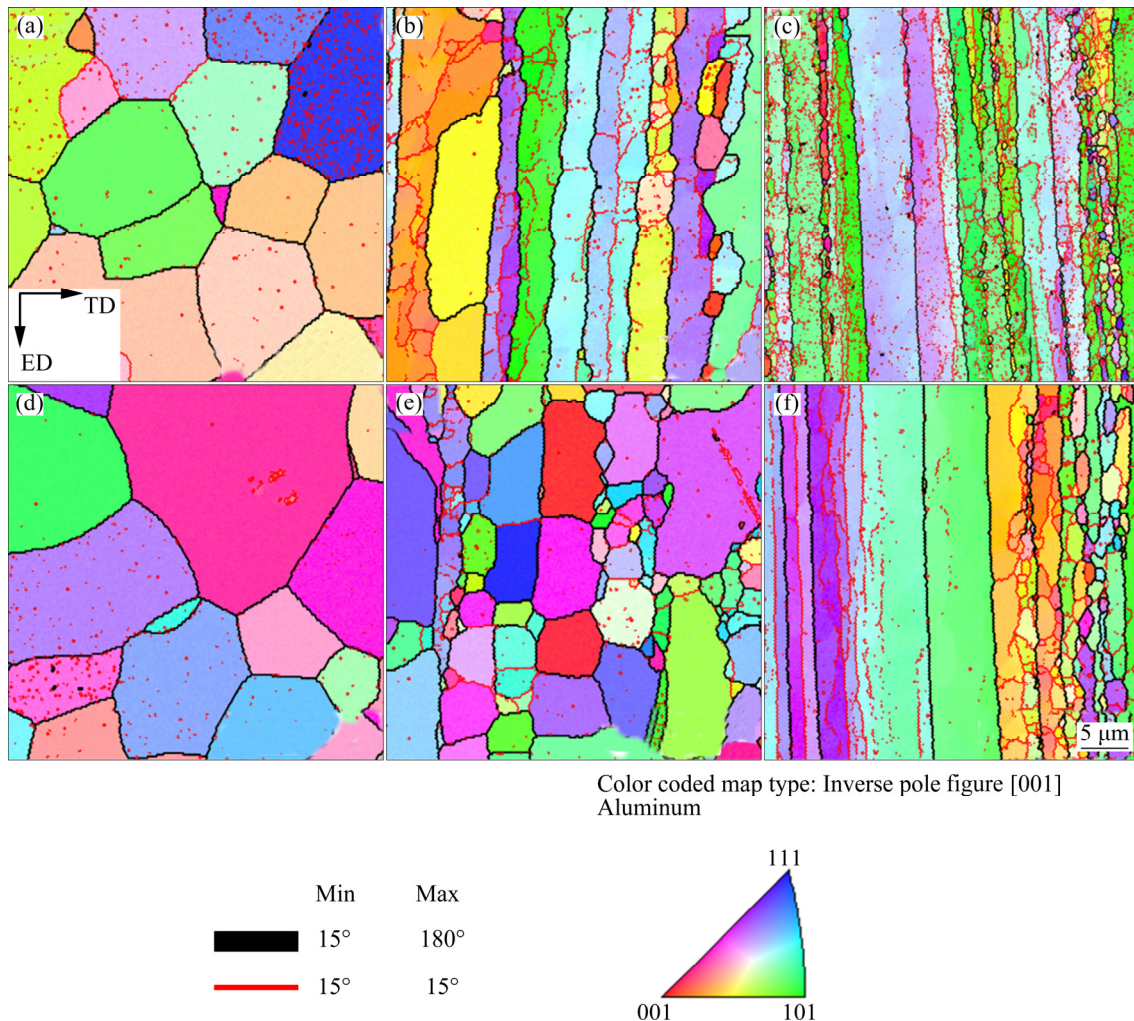 (a)
(b)
(c)
TD
ED
(d)
(e)
(f)
5 μm
Color coded map type: Inverse pole figure [001]
Aluminum
111
Min Max
15° 180°
15° 15°
001 101